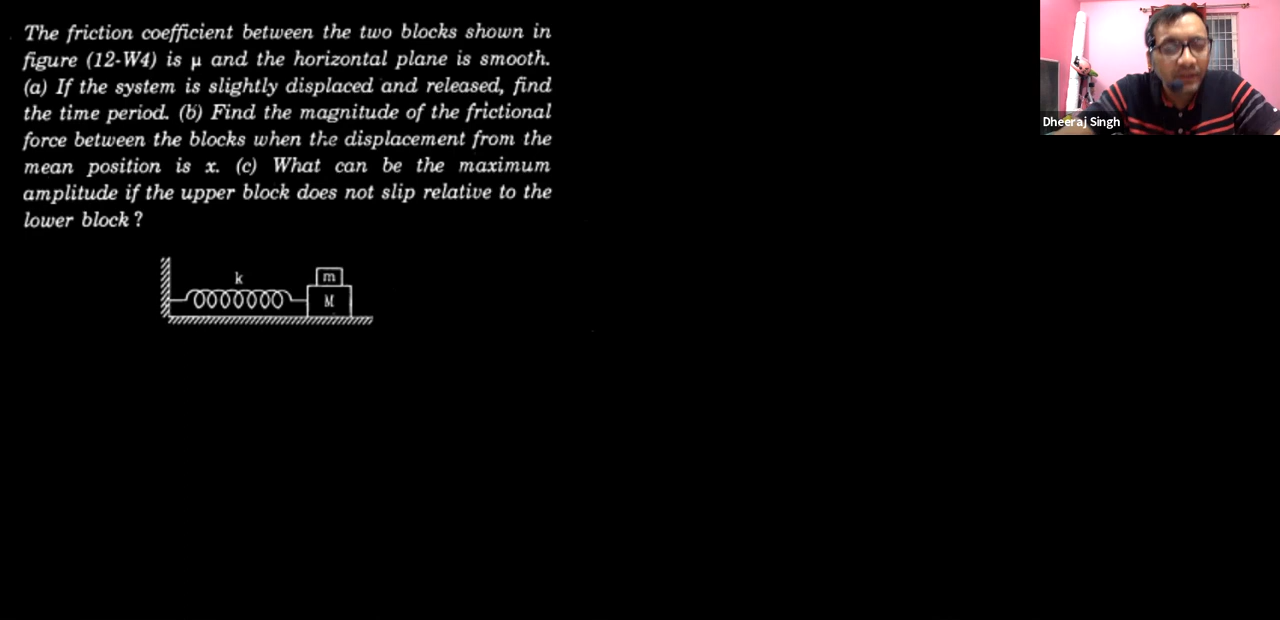 The friction coefficient between the two blocks shown in
figure (12-W4) is μ and the horizontal plane is smooth.
(a) If the system is slightly displaced and released, find
the time period. (b) Find the magnitude of the frictional
force between the blocks when the displacement from the
mean position is x. (c) What can be the maximum
amplitude if the upper block does not slip relative to the
lower block ?
k
m
M
Dheeraj Singh